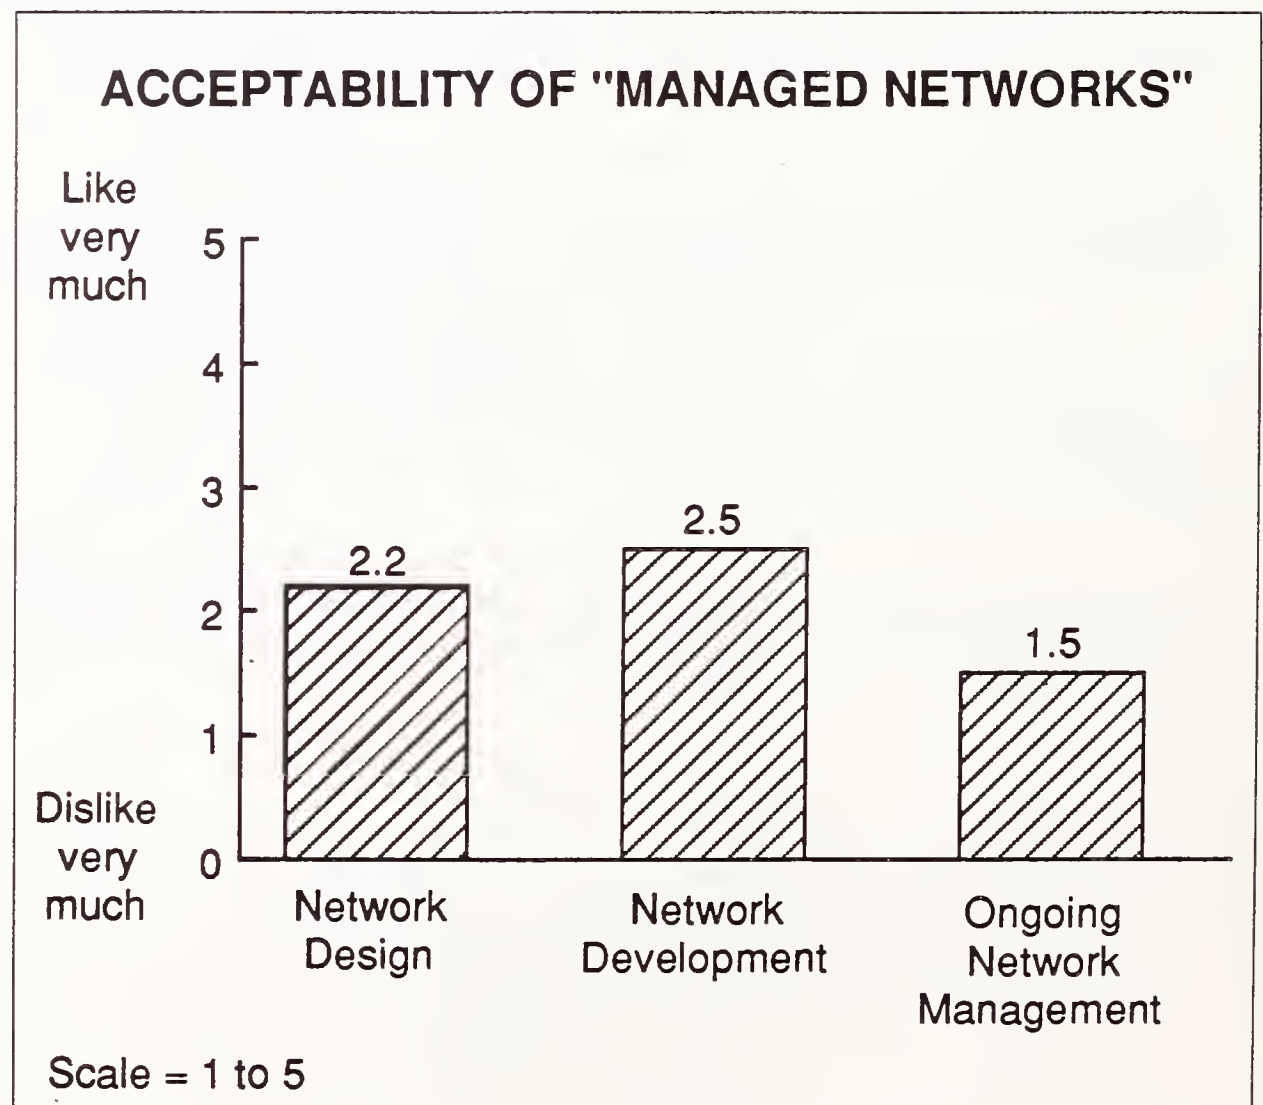 ACCEPTABILITY OF "MANAGED NETWORKS"
Like
very
much
5
4
3
2
1
0
Dislike
very
much
2.2
2.5
1.5
Network
Design
Network
Development
Ongoing
Network
Management
Scale = 1 to 5